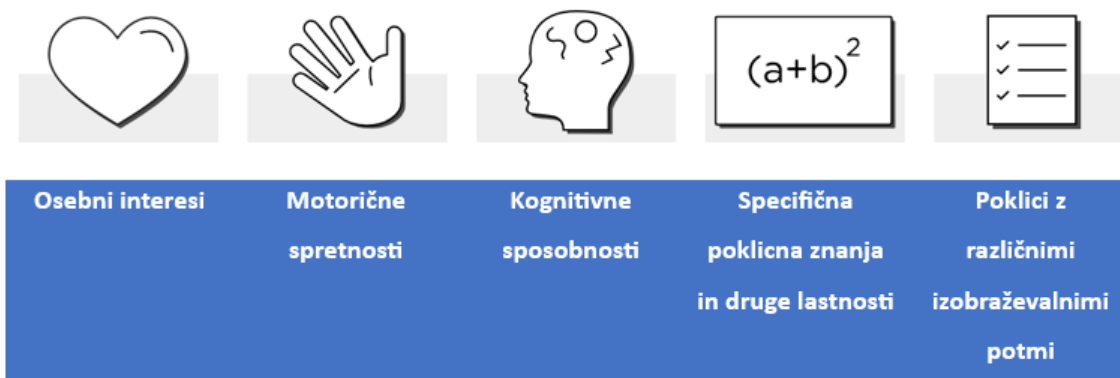 (a+b)²
Osebni interesi
Motorične
spretnosti
Kognitivne
sposobnosti
Specifična
poklicna znanja
in druge lastnosti
Poklici z
različnimi
izobraževalnimi
potmi